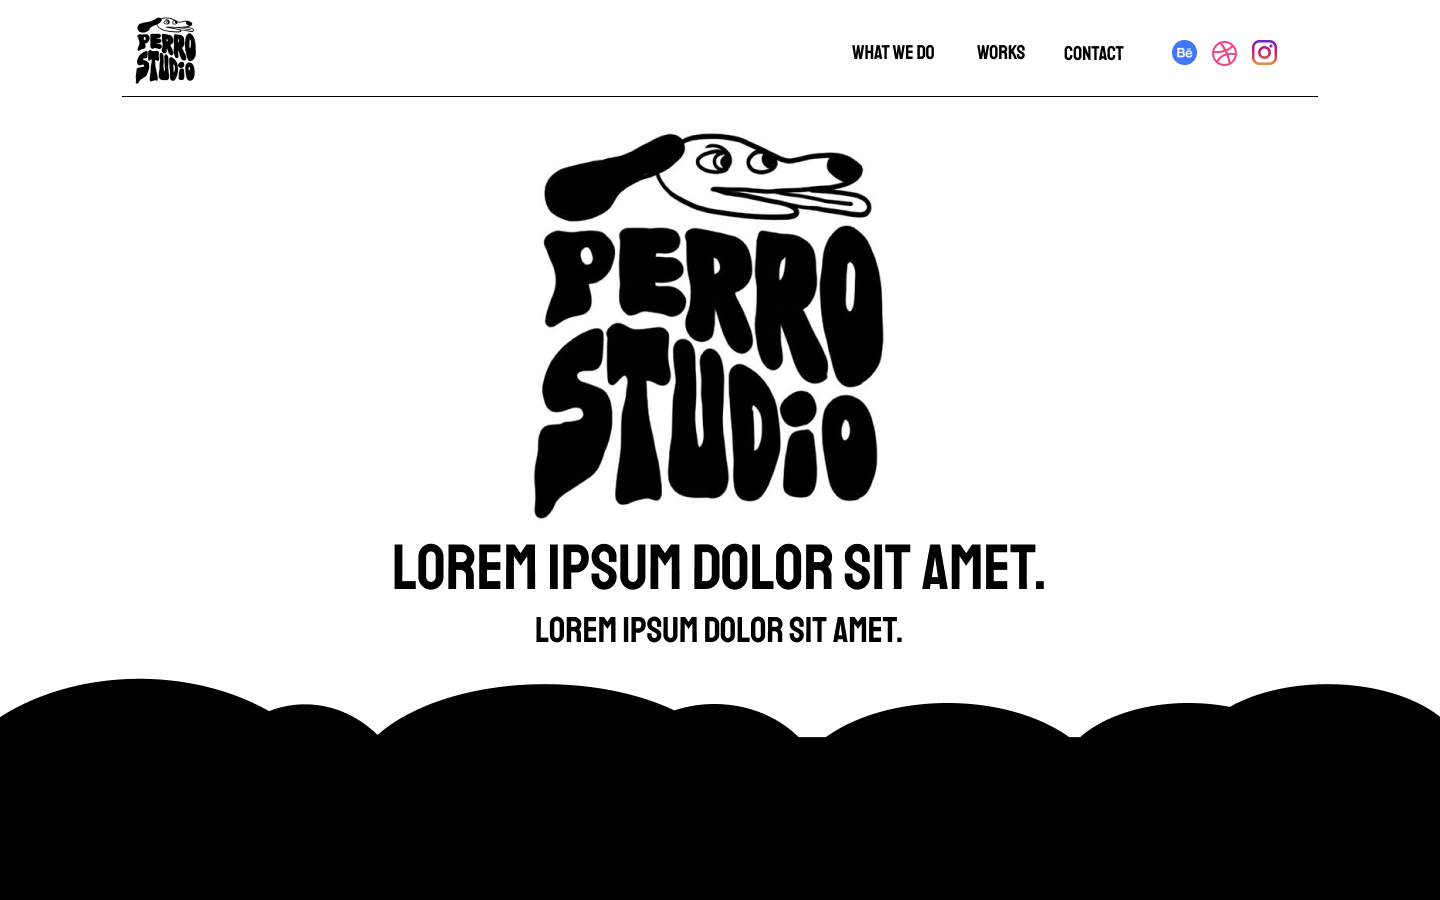 PERRO
STUDiO
WHAT WE DO
WORKS
CONTACT
Bē
PERRO
STUDiO
LOREM IPSUM DOLOR SIT AMET.
LOREM IPSUM DOLOR SIT AMET.